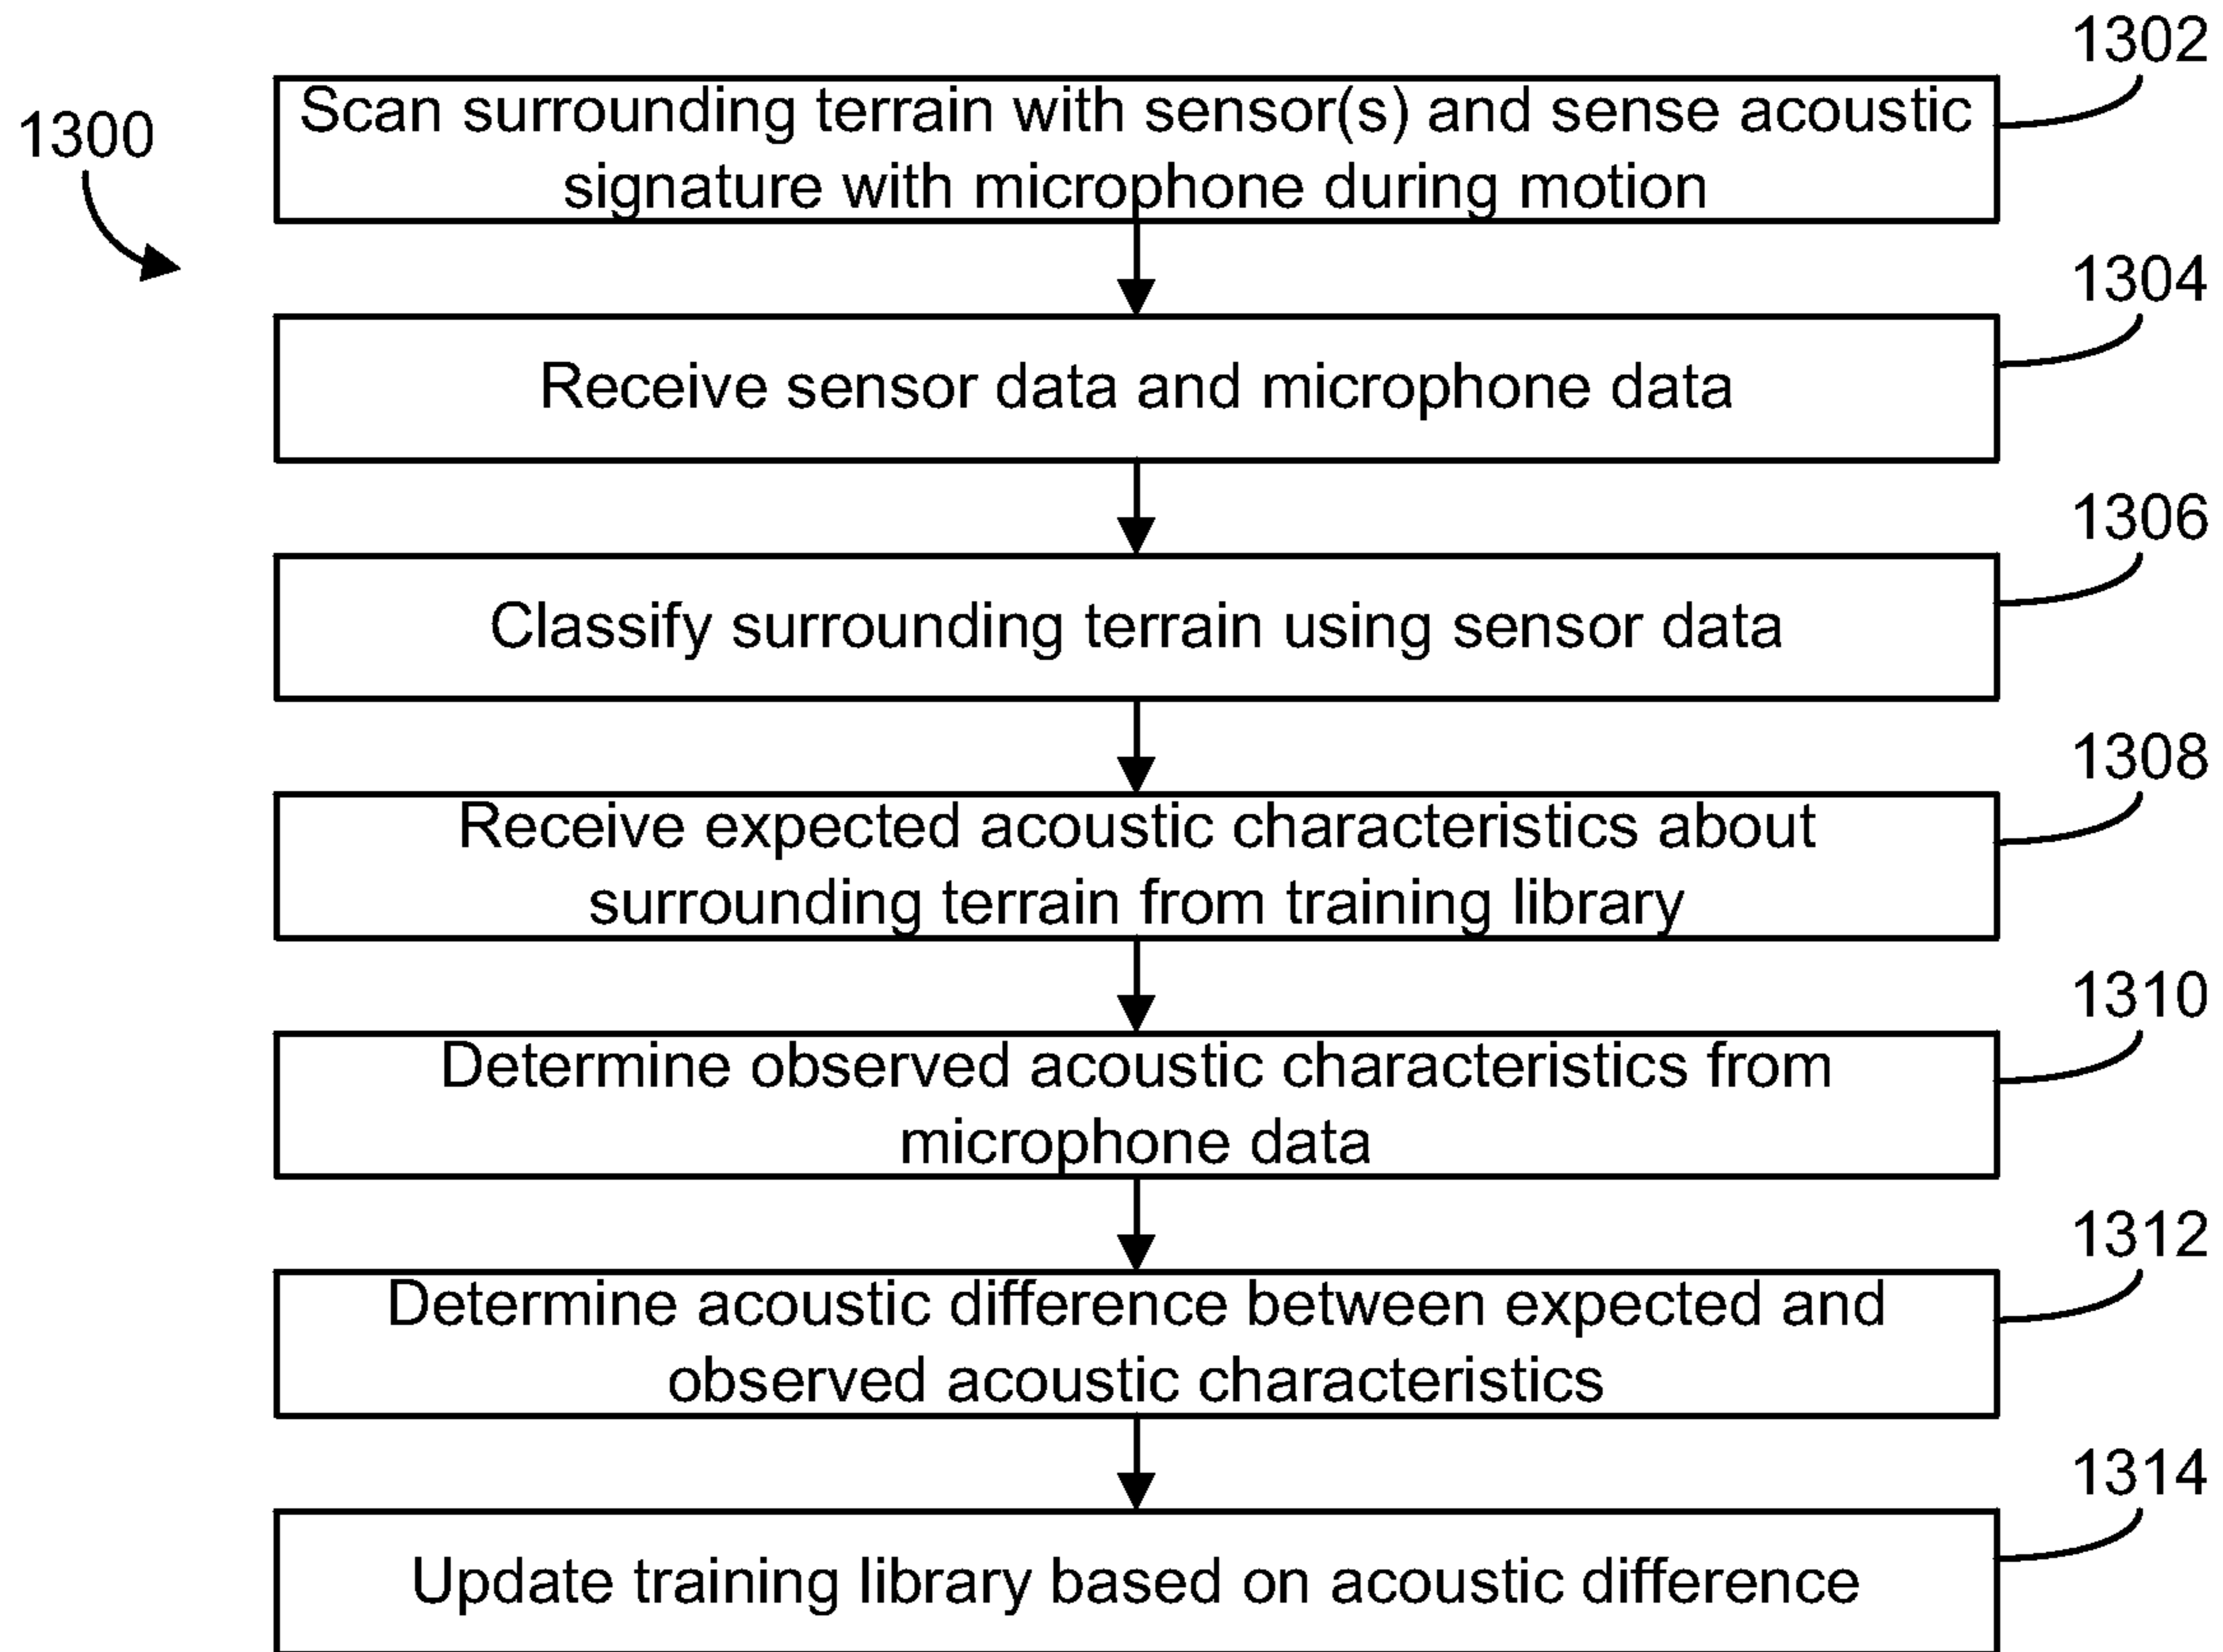 1302
Scan surrounding terrain with sensor(s) and sense acoustic
signature with microphone during motion
1300
1304
Receive sensor data and microphone data
1306
Classify surrounding terrain using sensor data
1308
Receive expected acoustic characteristics about
surrounding terrain from training library
1310
Determine observed acoustic characteristics from
microphone data
1312
Determine acoustic difference between expected and
observed acoustic characteristics
1314
Update training library based on acoustic difference